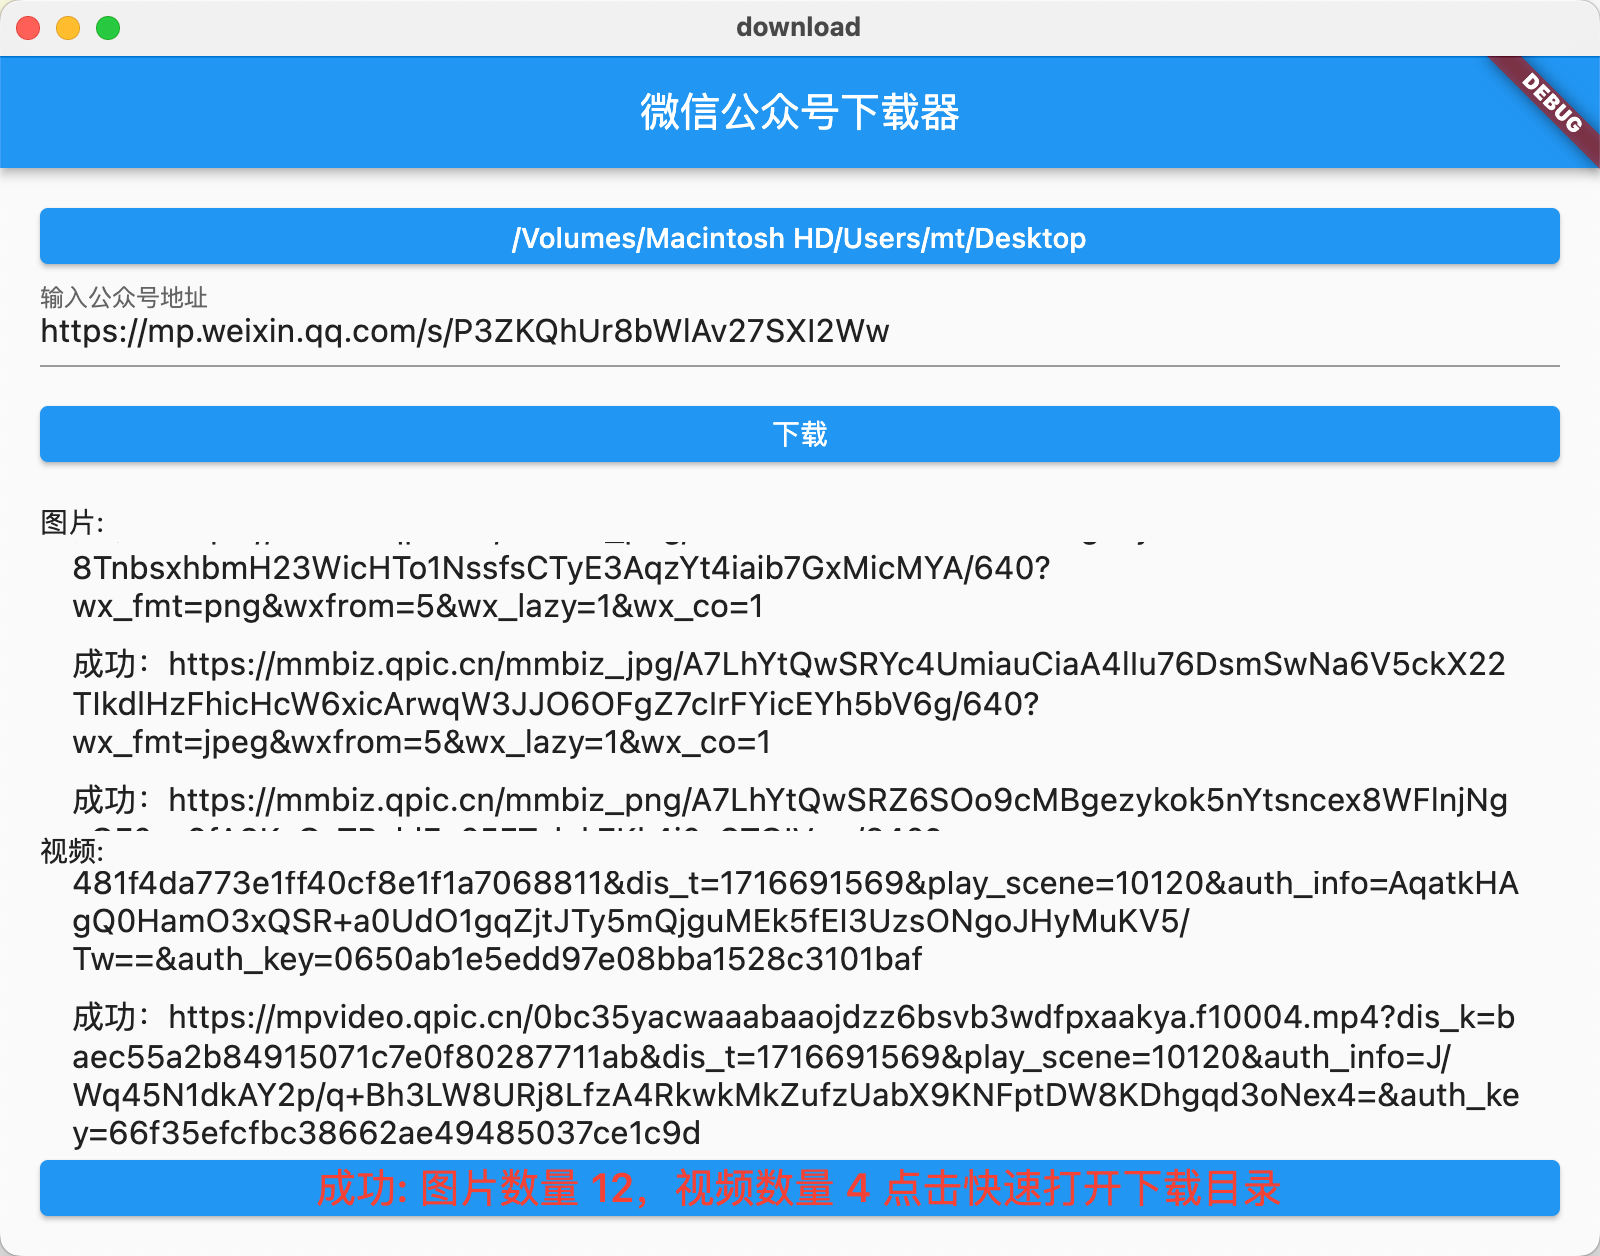 download
微信公众号下载器
DEBUG
/Volumes/Macintosh HD/Users/mt/Desktop
输入公众号地址
https://mp.weixin.qq.com/s/P3ZKQhUr8bWlAv27SXI2Ww
下载
图片:
8TnbsxhbmH23WicHTo1NssfsCTyE3AqzYt4iaib7GxMicMYA/640?
wx_fmt=png&wxfrom=5&wx_lazy=1&wx_co=1
成功：https://mmbiz.qpic.cn/mmbiz_jpg/A7LhYtQwSRYc4UmiauCiaA4lIu76DsmSwNa6V5ckX22
TIkdlHzFhicHcW6xicArwqW3JJO6OFgZ7cIrFYicEYh5bV6g/640?
wx_fmt=jpeg&wxfrom=5&wx_lazy=1&wx_co=1
成功：https://mmbiz.qpic.cn/mmbiz_png/A7LhYtQwSRZ6SOo9cMBgezykok5nYtsncex8WFlnjNg
视频:
481f4da773e1ff40cf8e1f1a7068811&dis_t=1716691569&play_scene=10120&auth_info=AqatkHA
gQ0HamO3xQSR+a0UdO1gqZjtJTy5mQjguMEk5fEI3UzsONgoJHyMuKV5/
Tw==&auth_key=0650ab1e5edd97e08bba1528c3101baf
成功：https://mpvideo.qpic.cn/0bc35yacwaaabaaojdzz6bsvb3wdfpxaakya.f10004.mp4?dis_k=b
aec55a2b84915071c7e0f80287711ab&dis_t=1716691569&play_scene=10120&auth_info=J/
Wq45N1dkAY2p/q+Bh3LW8URj8LfzA4RkwkMkZufzUabX9KNFptDW8KDhgqd3oNex4=&auth_ke
y=66f35efcfbc38662ae49485037ce1c9d
成功: 图片数量 12，视频数量 4 点击快速打开下载目录